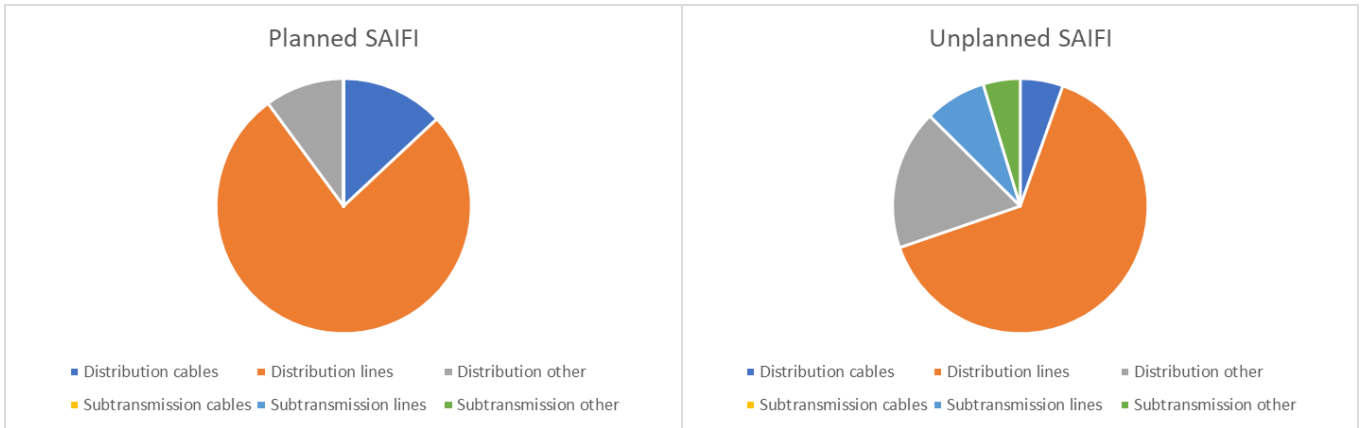 Planned SAIFI
Distribution cables Distribution lines Distribution other
Subtransmission cables Subtransmission lines Subtransmission other
Unplanned SAIFI
Distribution cables Distribution lines Distribution other
Subtransmission cables Subtransmission lines Subtransmission other